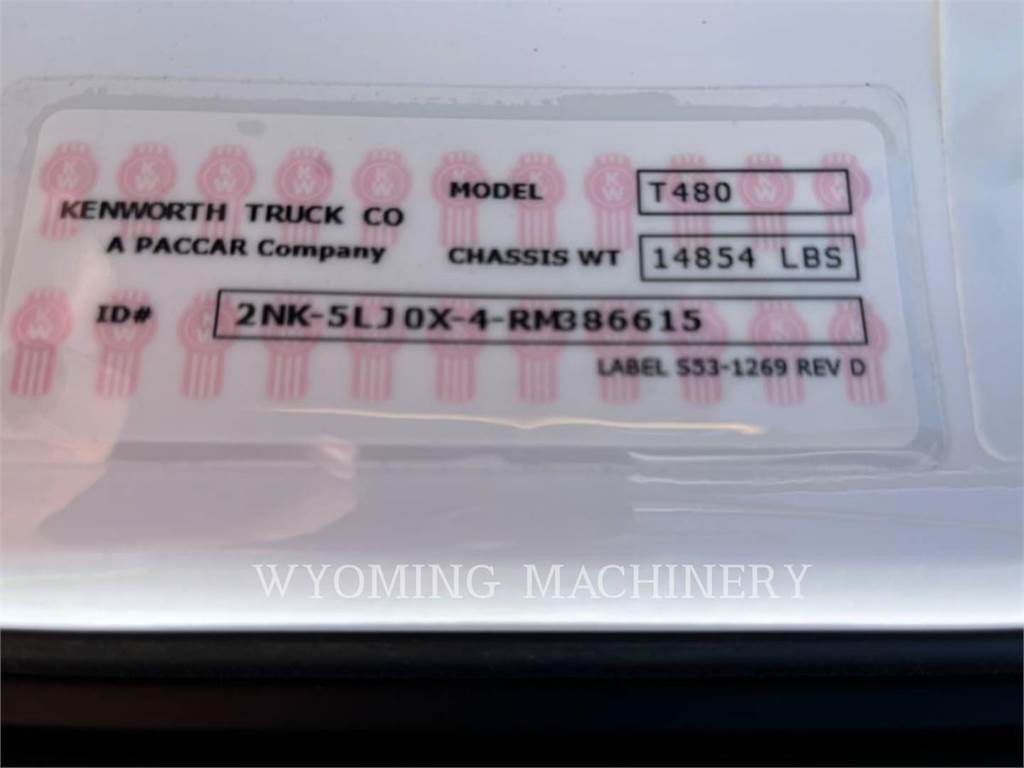 KENWORTH TRUCK CO
A PACCAR Company
MODEL T480
CHASSIS WT 14854 LBS
ID# 2NK-5LJ0X-4-RM386615
LABEL S53-1269 REV D
WYOMING MACHINERY